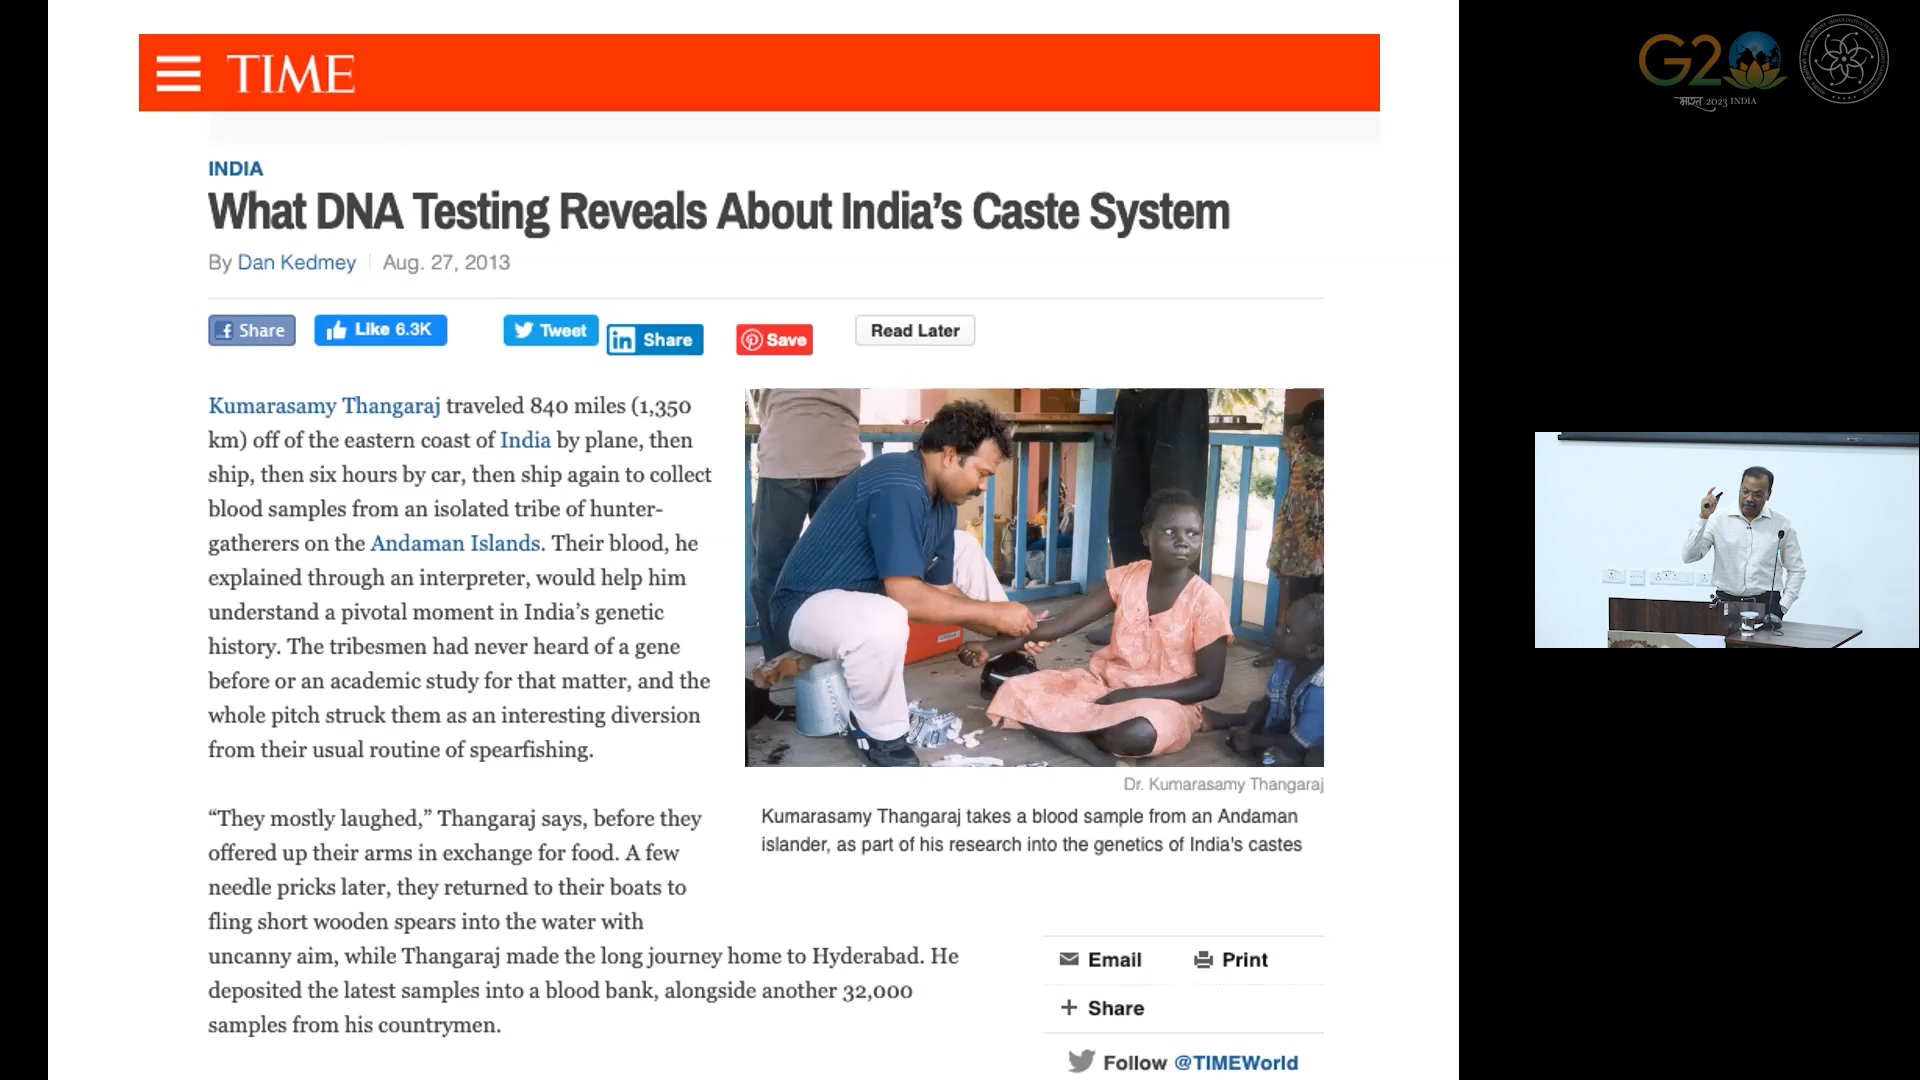 TIME
INDIA
What DNA Testing Reveals About India's Caste System
By Dan Kedmey | Aug. 27, 2013
Share
Like 6.3K
Tweet
in Share
Save
Read Later
Kumarasamy Thangaraj traveled 840 miles (1,350
km) off of the eastern coast of India by plane, then
ship, then six hours by car, then ship again to collect
blood samples from an isolated tribe of hunter-
gatherers on the Andaman Islands. Their blood, he
explained through an interpreter, would help him
understand a pivotal moment in India's genetic
history. The tribesmen had never heard of a gene
before or an academic study for that matter, and the
whole pitch struck them as an interesting diversion
from their usual routine of spearfishing.
“They mostly laughed,” Thangaraj says, before they
offered up their arms in exchange for food. A few
needle pricks later, they returned to their boats to
fling short wooden spears into the water with
uncanny aim, while Thangaraj made the long journey home to Hyderabad. He
deposited the latest samples into a blood bank, alongside another 32,000
samples from his countrymen.
Dr. Kumarasamy Thangaraj
Kumarasamy Thangaraj takes a blood sample from an Andaman
islander, as part of his research into the genetics of India's castes
Email
Print
+ Share
Follow @TIMEWorld
G20
भारत 2023 INDIA